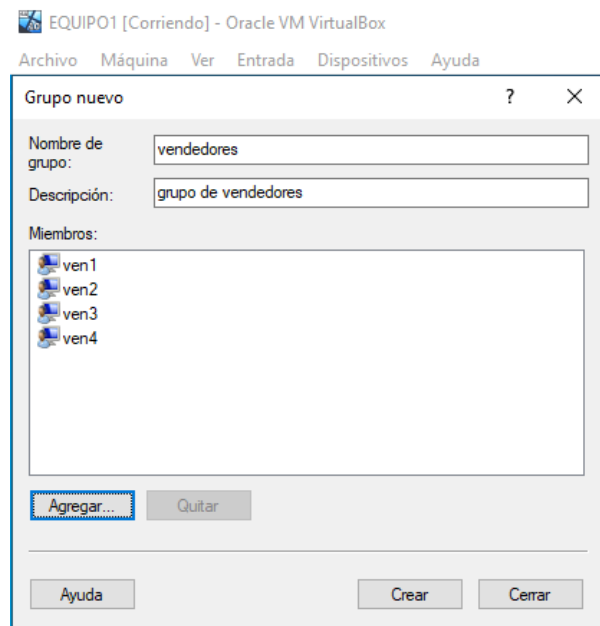 EQUIPO1 [Corriendo] - Oracle VM VirtualBox
Archivo Máquina Ver Entrada Dispositivos Ayuda
Grupo nuevo ?
Nombre de
grupo:
vendedores
Descripción: grupo de vendedores
Miembros:
ven1
ven2
ven3
ven4
Agregar... Quitar
Ayuda Crear Cerrar